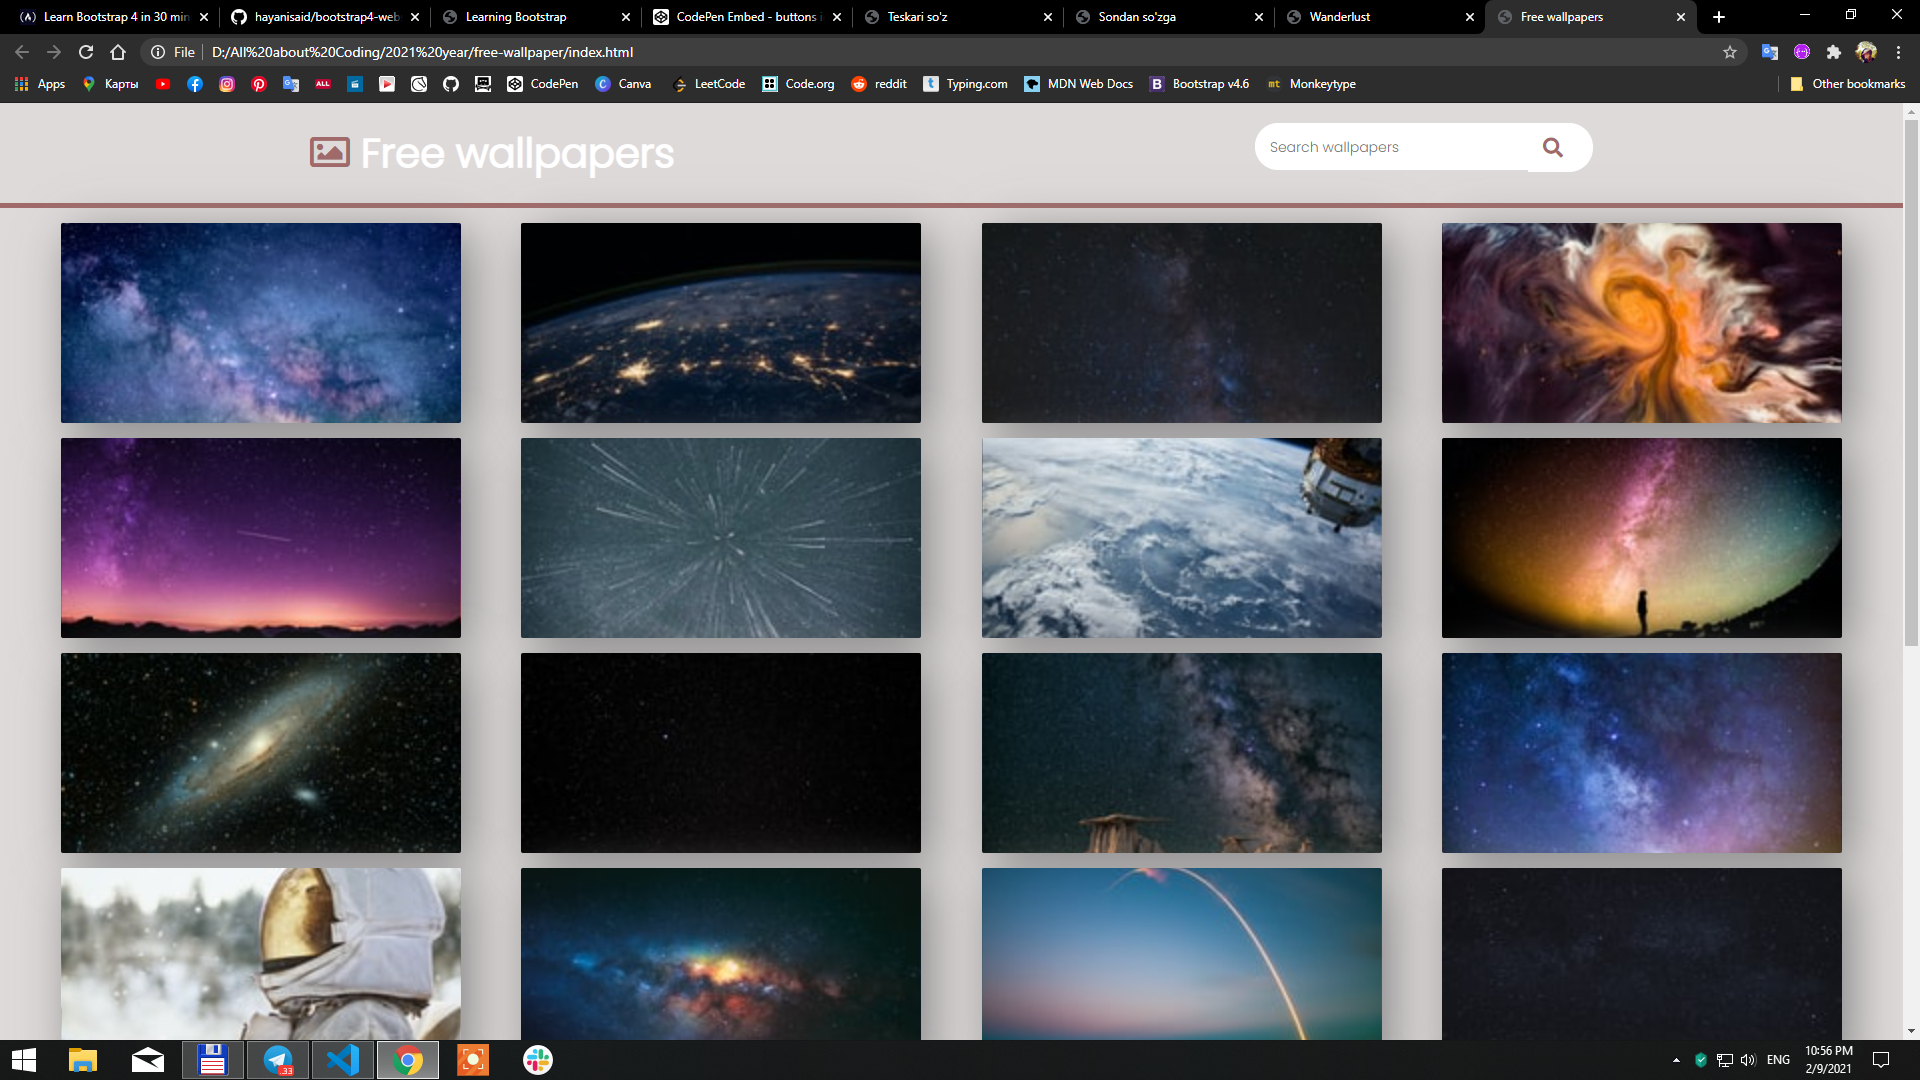 Learn Bootstrap 4 in 30 min
hayanisaid/bootstrap4-web
Learning Bootstrap
CodePen Embed - buttons i
Teskari so'z
Sondan so'zga
Wanderlust
Free wallpapers
File
D:/All%20about%20Coding/2021%20year/free-wallpaper/index.html
Apps
Карты
ALL
CodePen
Canva
LeetCode
Code.org
reddit
Typing.com
MDN Web Docs
Bootstrap v4.6
mt Monkeytype
Other bookmarks
Free wallpapers
Search wallpapers
33
ENG
10:56 PM
2/9/2021